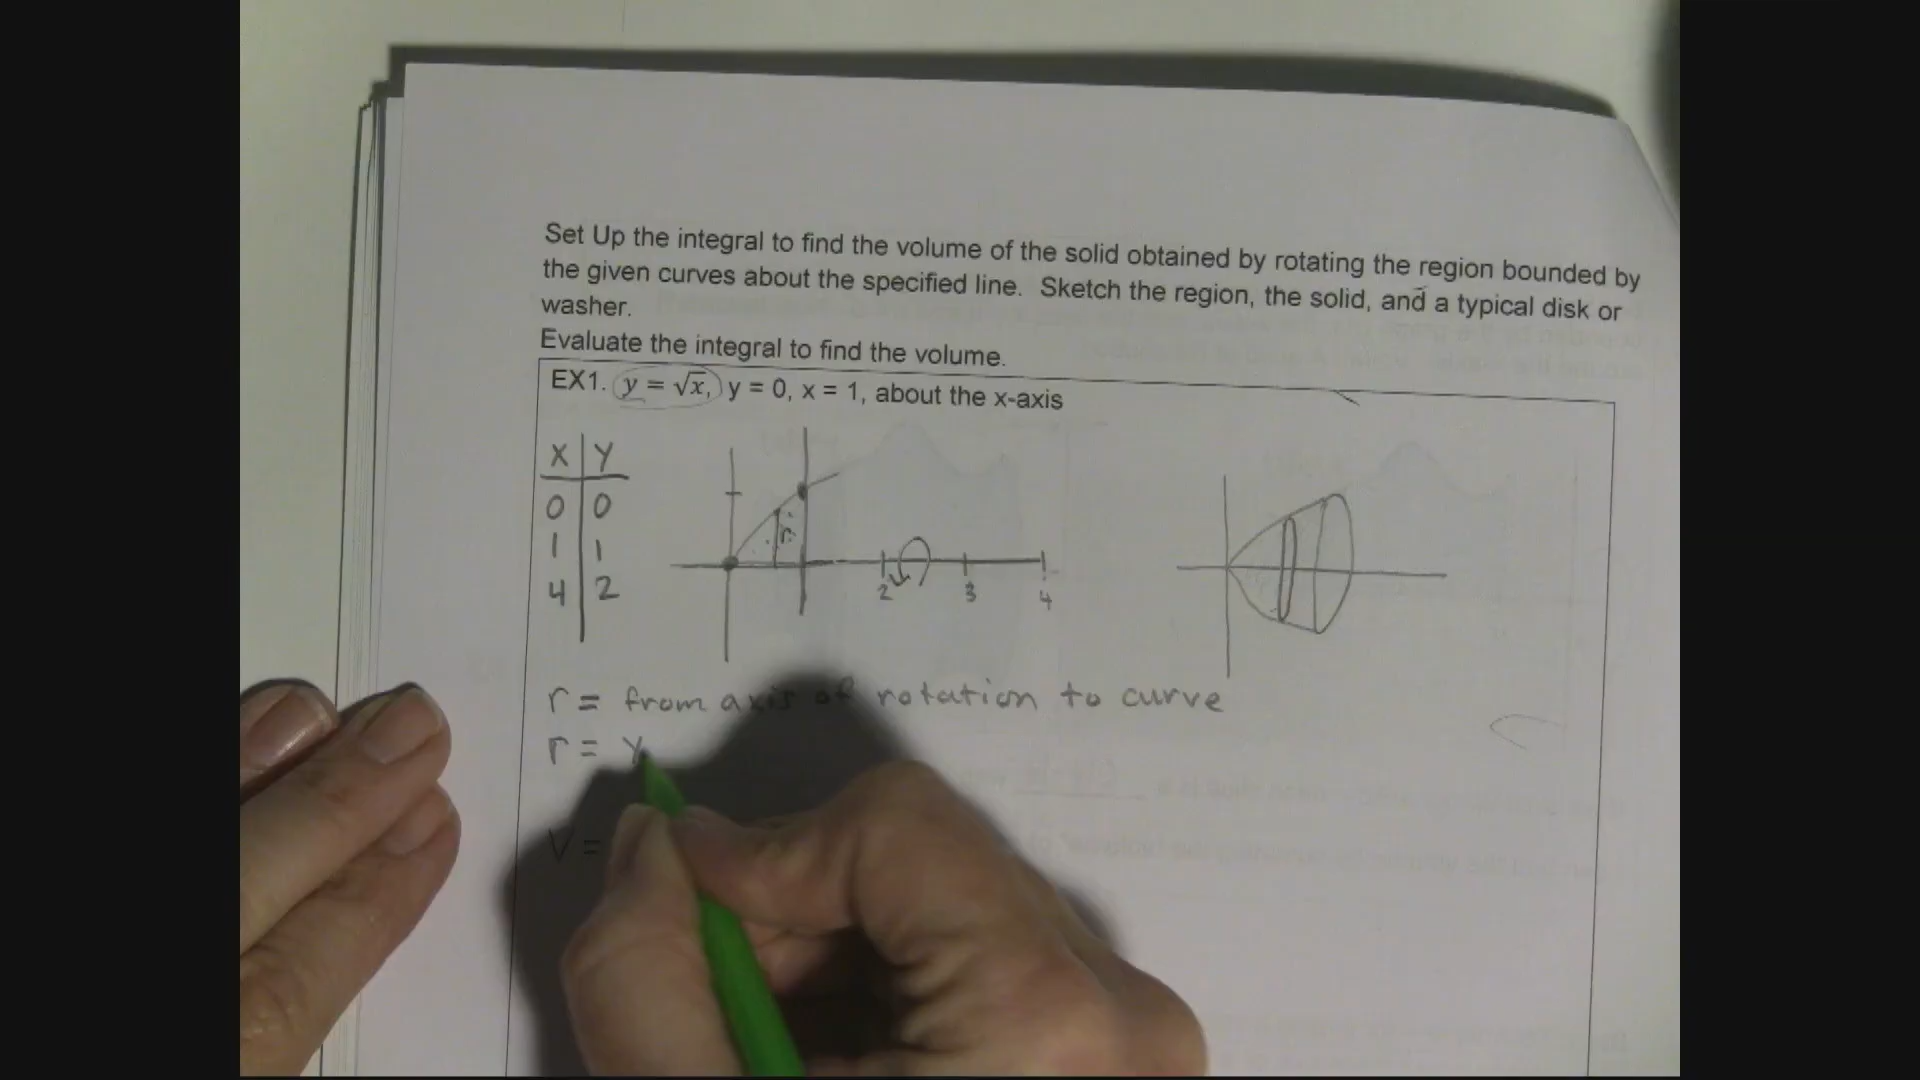 Set Up the integral to find the volume of the solid obtained by rotating the region bounded by
the given curves about the specified line. Sketch the region, the solid, and a typical disk or
washer.
Evaluate the integral to find the volume.
EX1. y = √x, y = 0, x = 1, about the x-axis
X Y
0 0
1 1
4 2
r
2 3 4
r = from axis of rotation to curve
r = y
V =